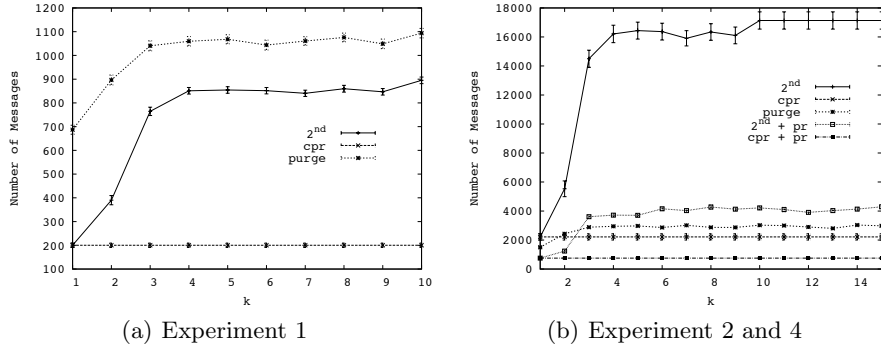 Number of Messages
1200
1100
1000
900
800
700
600
500
400
300
200
100
1 2 3 4 5 6 7 8 9 10
k
2nd
cpr
purge
(a) Experiment 1
Number of Messages
18000
16000
14000
12000
10000
8000
6000
4000
2000
0
2 4 6 8 10 12 14
k
2nd
cpr
purge
2nd + pr
cpr + pr
(b) Experiment 2 and 4